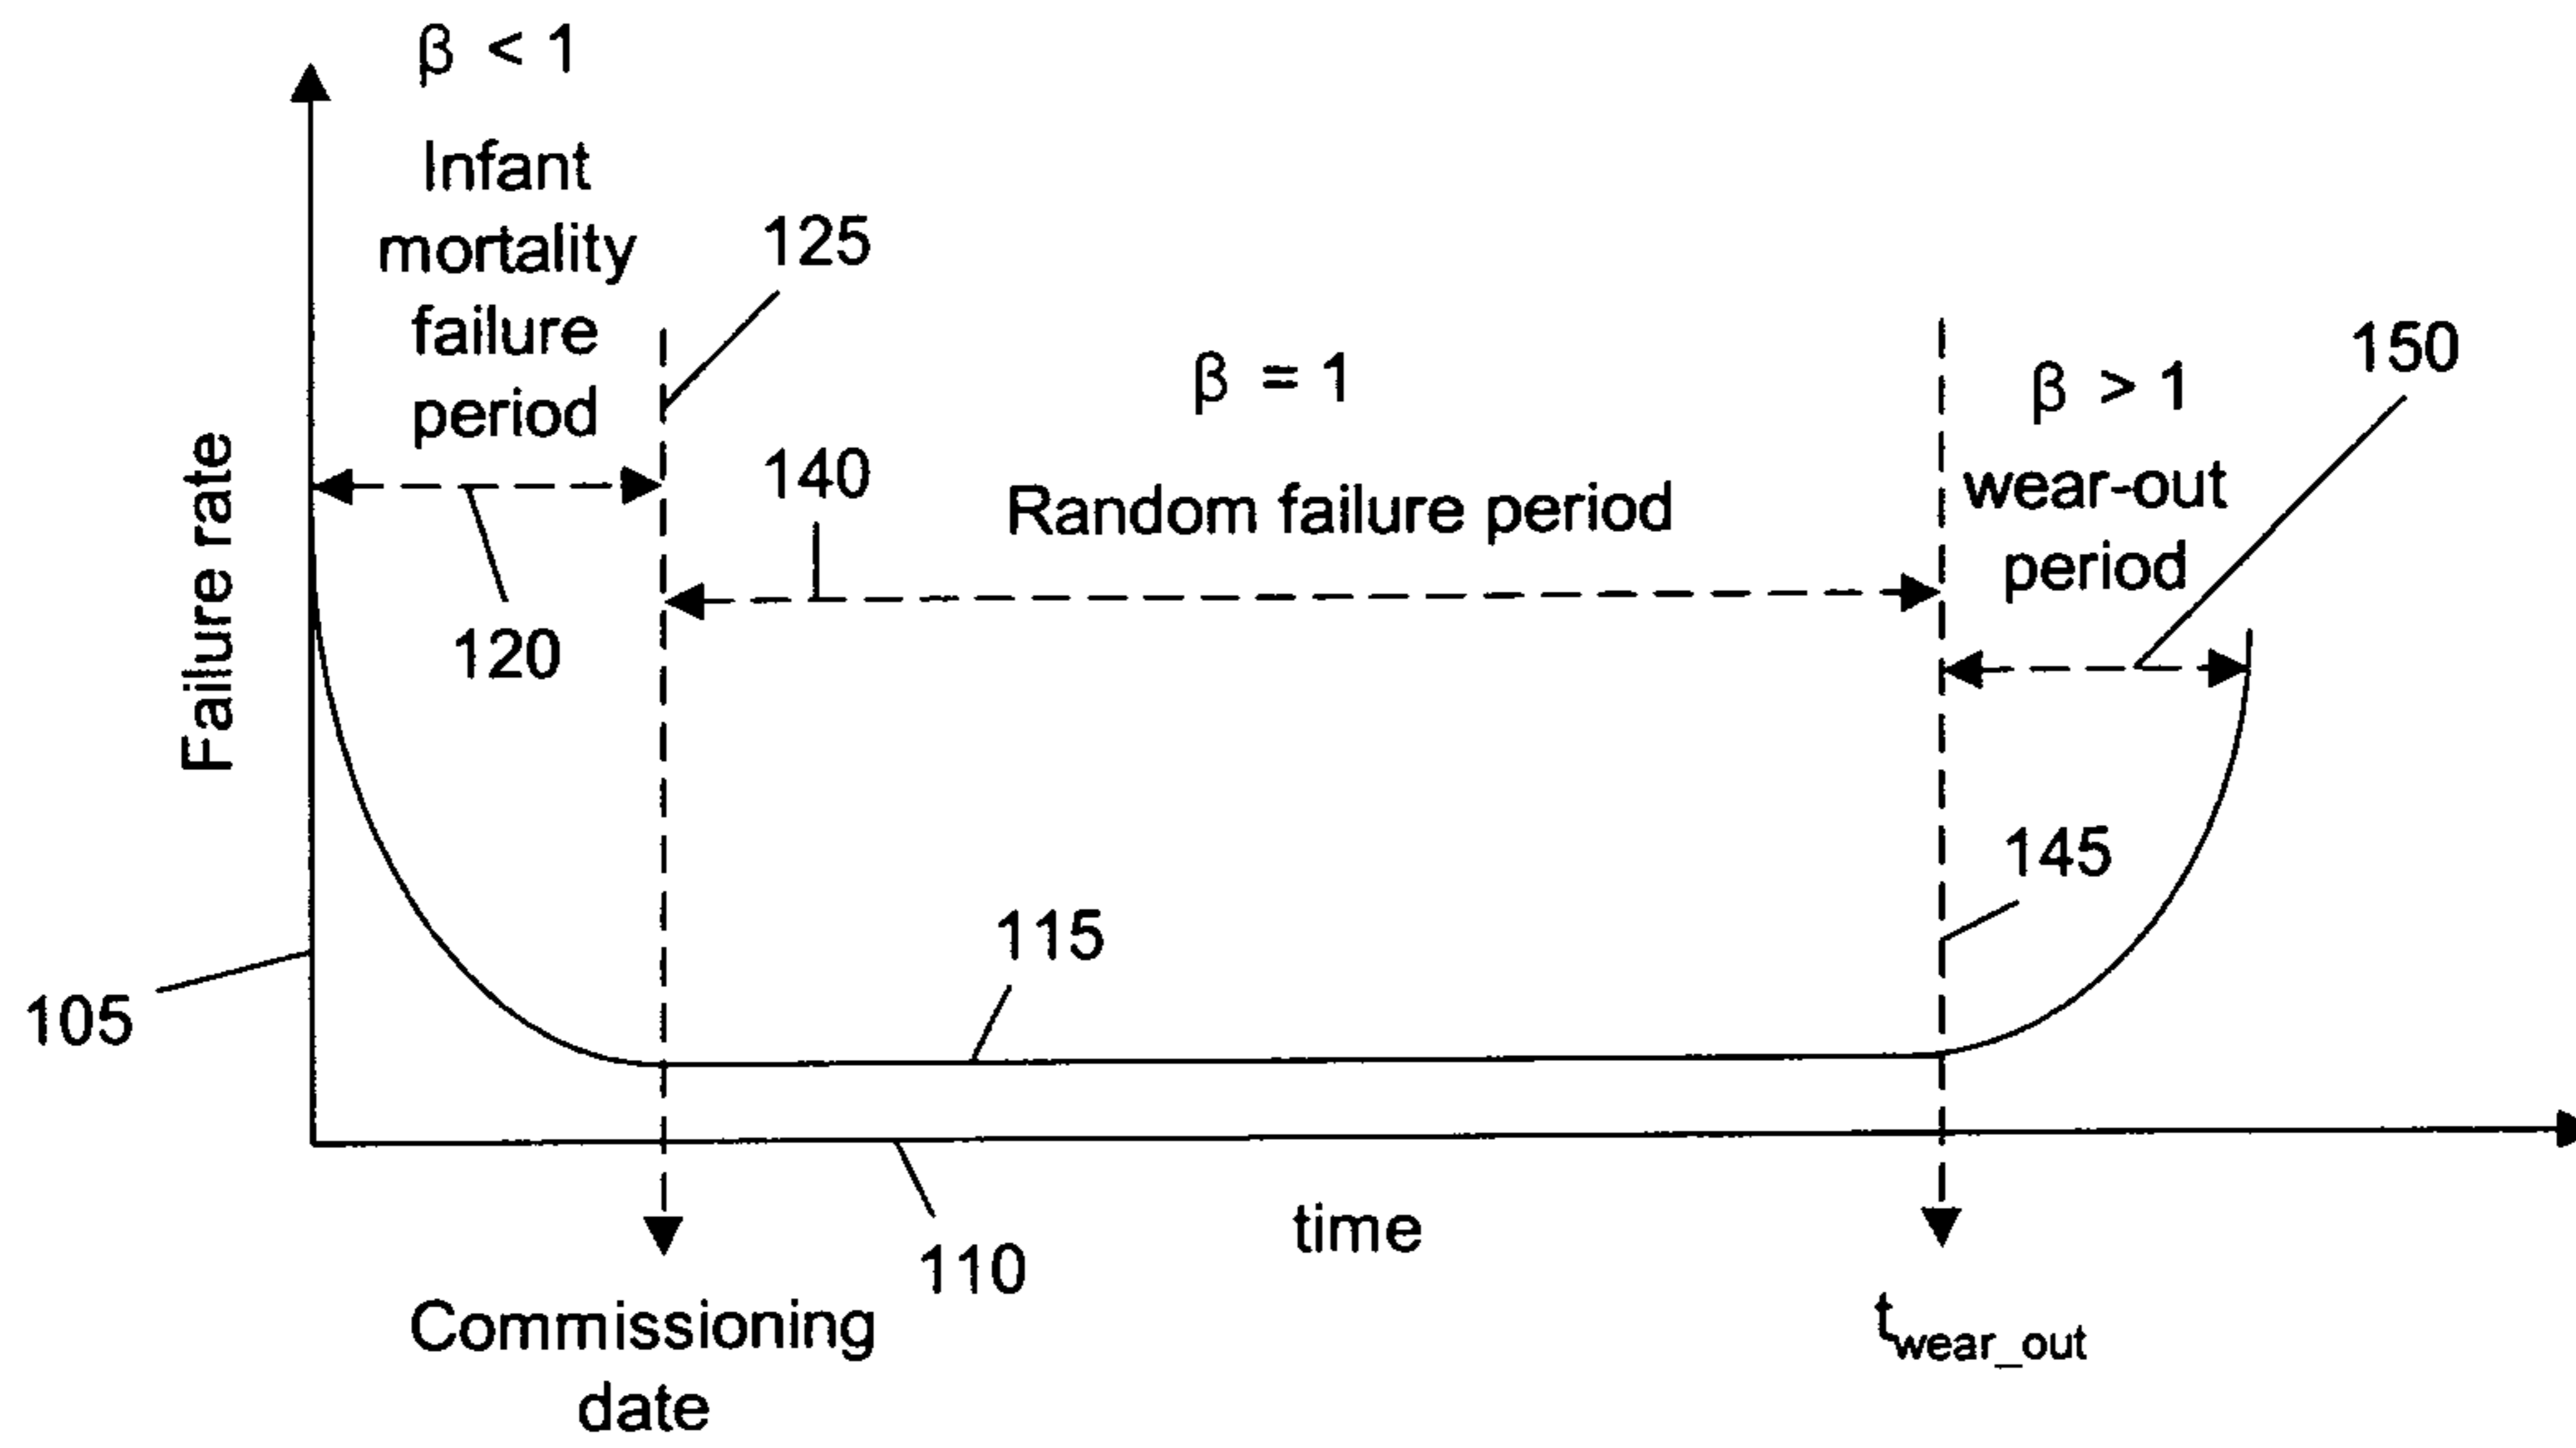 β < 1
Infant
mortality
failure
period
125
β = 1
150
β > 1
140
Random failure period
wear-out
period
Failure rate
120
145
115
105
time
110
Commissioning
date
t_wear_out